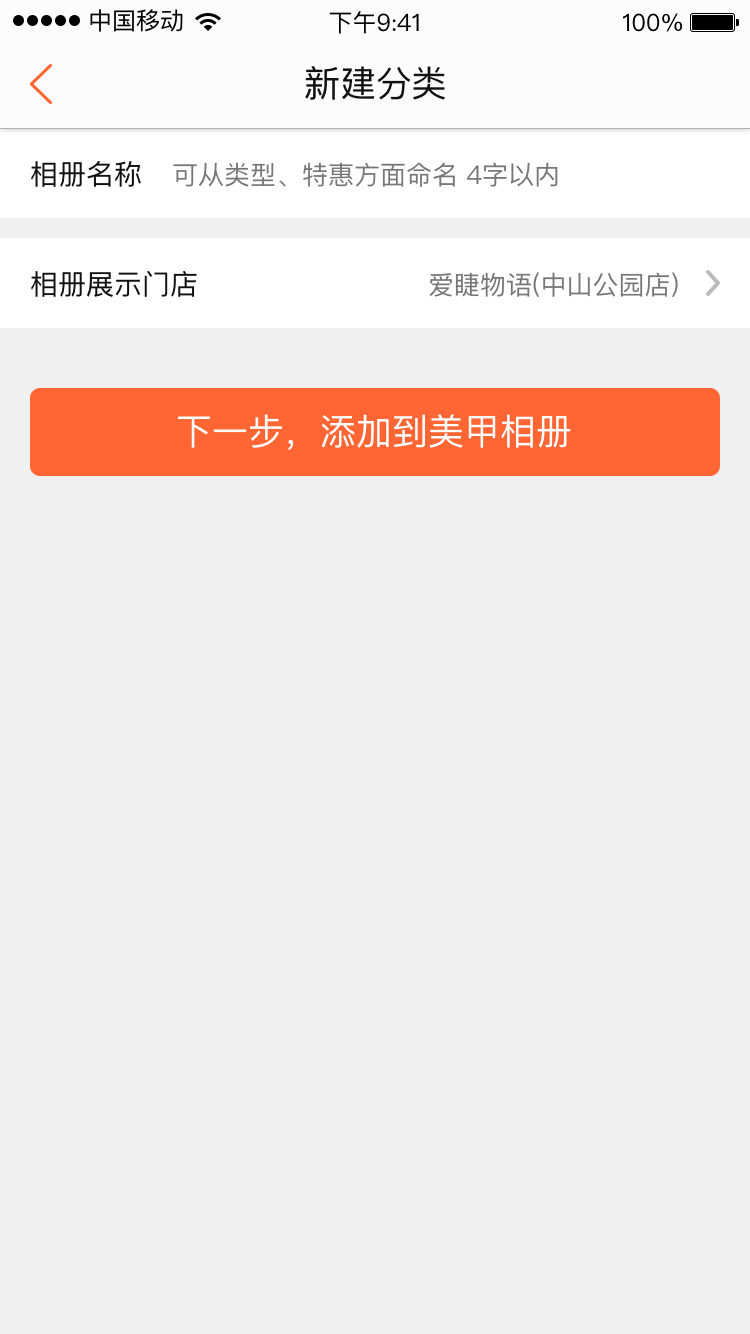 中国移动 下午9:41 100%
新建分类
相册名称 可从类型、特惠方面命名 4字以内
相册展示门店 爱睫物语(中山公园店)
下一步，添加到美甲相册